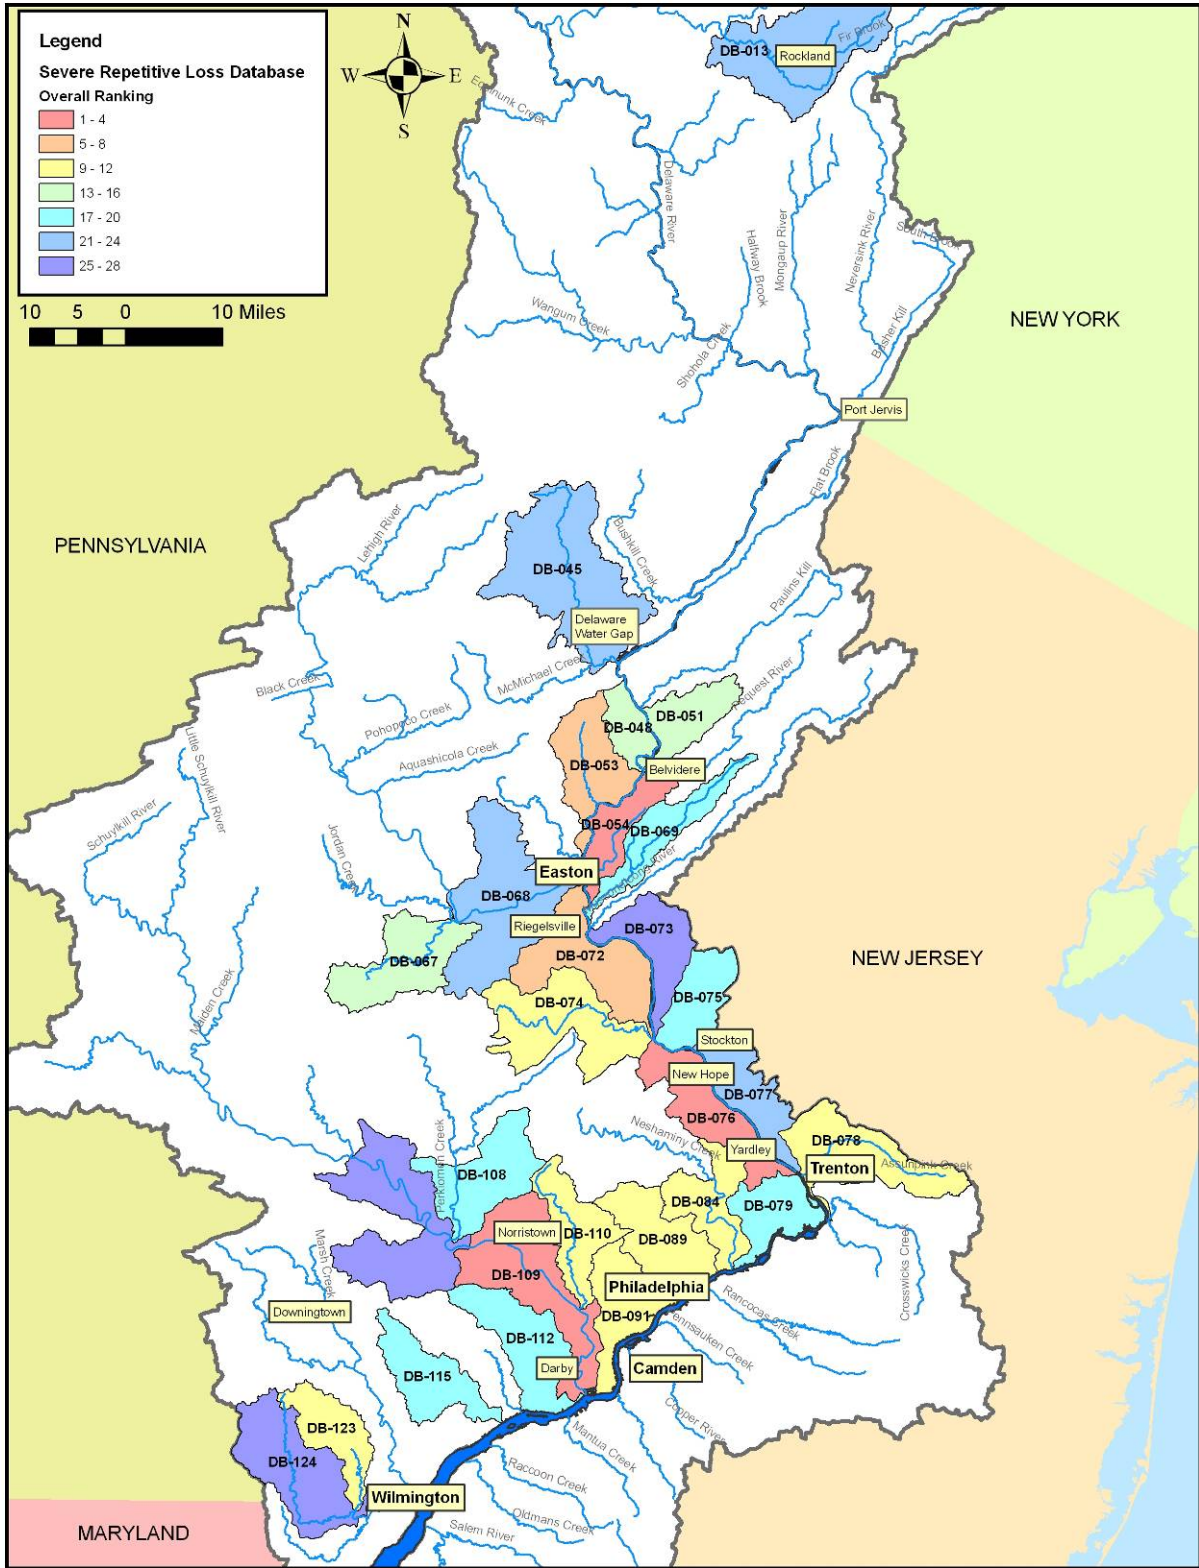 Legend
Severe Repetitive Loss Database
Overall Ranking
1 - 4
5 - 8
9 - 12
13 - 16
17 - 20
21 - 24
25 - 28
10 5 0 10 Miles
N
W E
S
DB-013
Rockland
Fir Brook
Delaware River
Halfway Brook
Mongaup River
Neversink River
South Brook
Basher Kill
Wangum Creek
Shohola Creek
NEW YORK
Port Jervis
Flat Brook
PENNSYLVANIA
Lehigh River
Bushkill Creek
DB-045
Paulins Kill
Delaware
Water Gap
McMichael Creek
Black Creek
Pohopoco Creek
Aquashicola Creek
Pequest River
DB-048
DB-051
DB-053
Belvidere
Little Schuylkill River
Schuylkill River
Jordan Creek
DB-054
DB-069
Easton
DB-068
Riegelsville
DB-073
DB-067
DB-072
NEW JERSEY
Maiden Creek
DB-074
DB-075
Stockton
New Hope
DB-077
DB-076
Neshaminy Creek
Yardley
DB-078
Assunpink Creek
Trenton
Perkiomen Creek
DB-108
DB-084
DB-079
Norristown
DB-110
DB-089
Crosswicks Creek
Marsh Creek
DB-109
Philadelphia
Downingtown
DB-091
Rancocas Creek
Pennsauken Creek
DB-112
Darby
Camden
DB-115
Cooper River
DB-123
Mantua Creek
DB-124
Raccoon Creek
Wilmington
Oldmans Creek
Salem River
MARYLAND